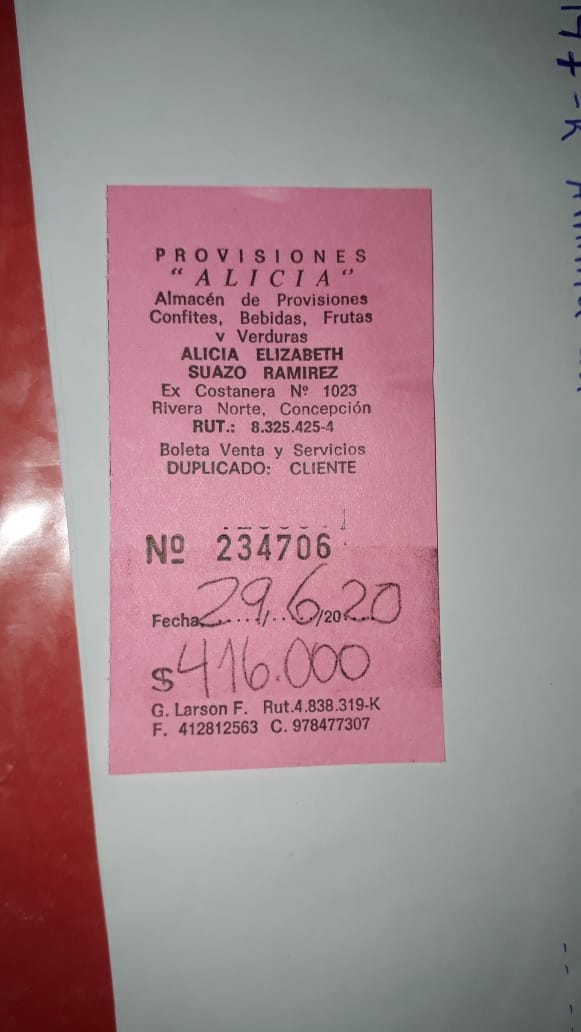 PROVISIONES
“ALICIA”
Almacén de Provisiones
Confites, Bebidas, Frutas
v Verduras
ALICIA ELIZABETH
SUAZO RAMIREZ
Ex Costanera Nº 1023
Rivera Norte, Concepción
RUT.: 8.325.425-4
Boleta Venta y Servicios
DUPLICADO: CLIENTE
Nº 234706
Fecha 29/6/2020
$ 416.000
G. Larson F. Rut.4.838.319-K
F. 412812563 C. 978477307